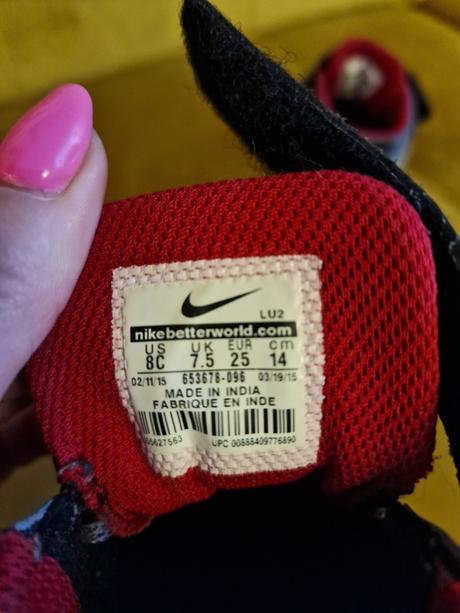 LU2
nikebetterworld.com
US UK EUR cm
8C 7.5 25 14
02/11/15 653678-096 03/19/15
MADE IN INDIA
FABRIQUE EN INDE
UPC 00888409776890